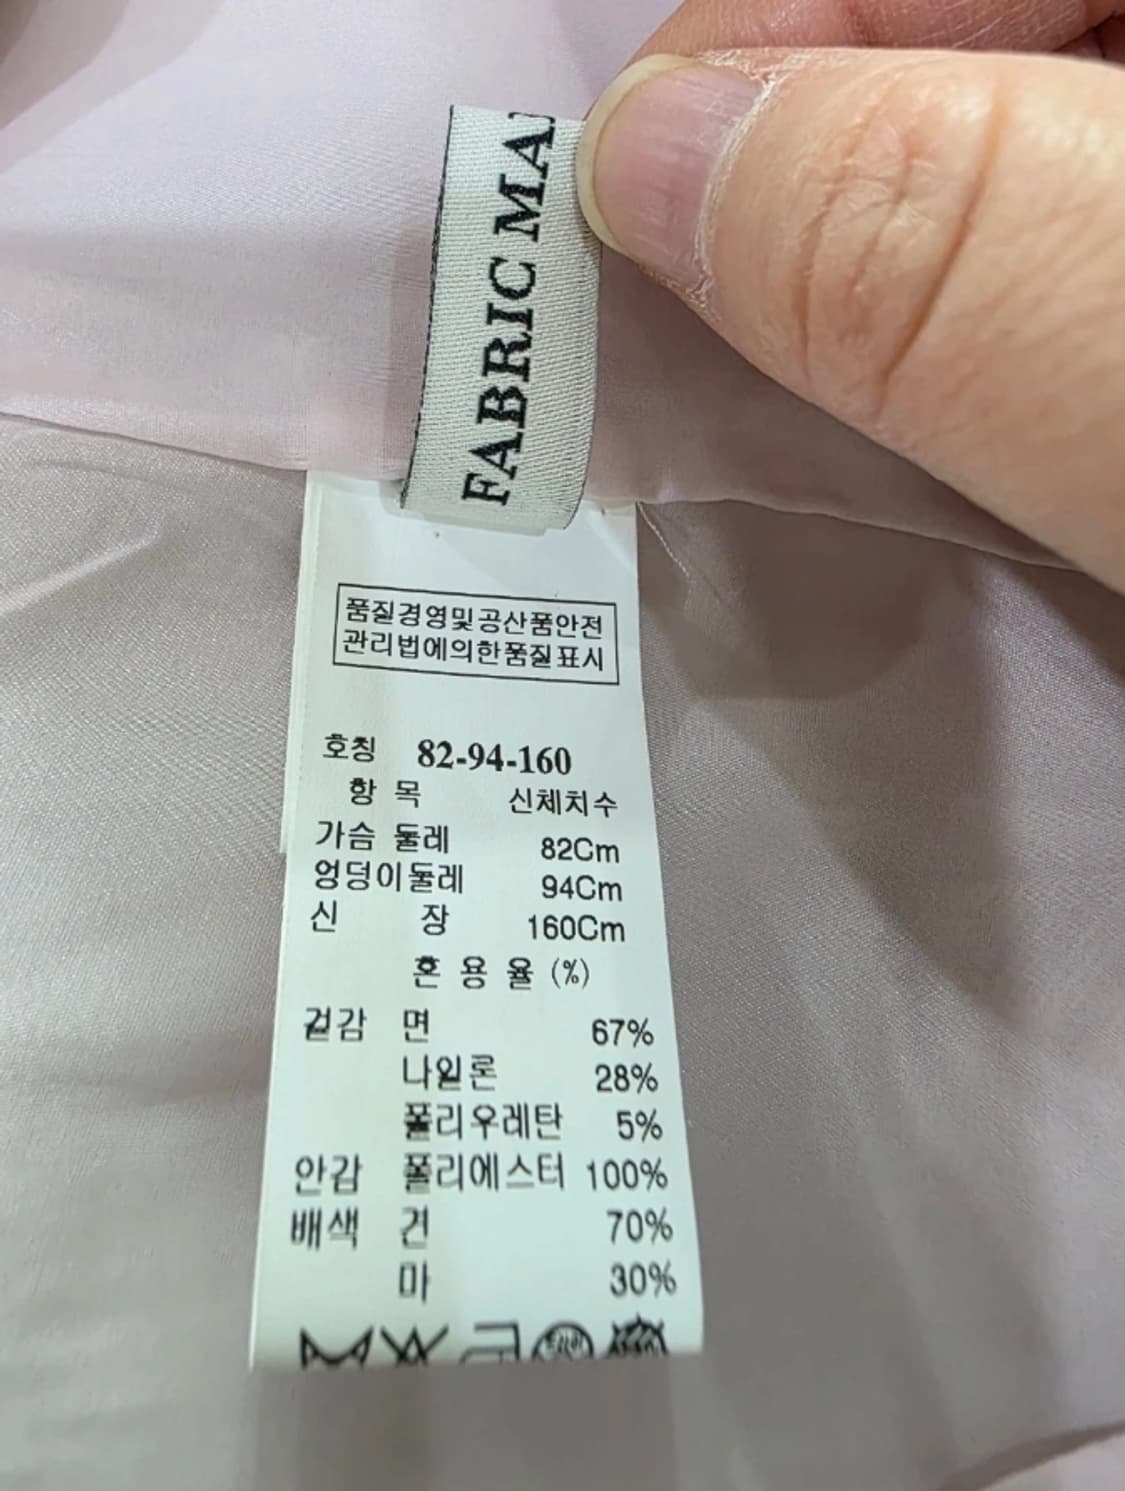 FABRIC MA
품질경영및공산품안전
관리법에의한품질표시
호칭 82-94-160
항 목 신체치수
가슴 둘레 82Cm
엉덩이둘레 94Cm
신 장 160Cm
혼 용 율 (%)
겉감 면 67%
나일론 28%
폴리우레탄 5%
안감 폴리에스터 100%
배색 견 70%
마 30%